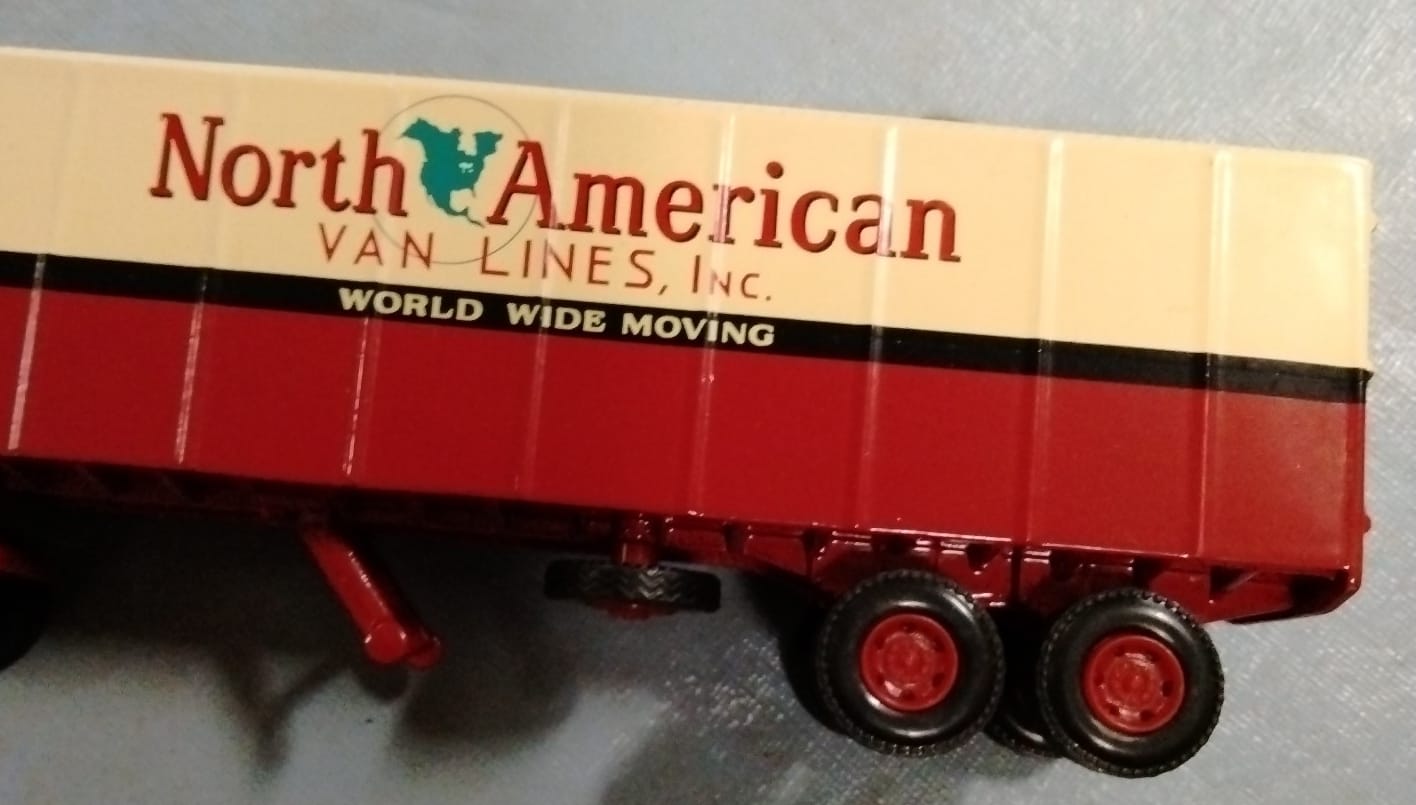 North American
VAN LINES, INC.
WORLD WIDE MOVING